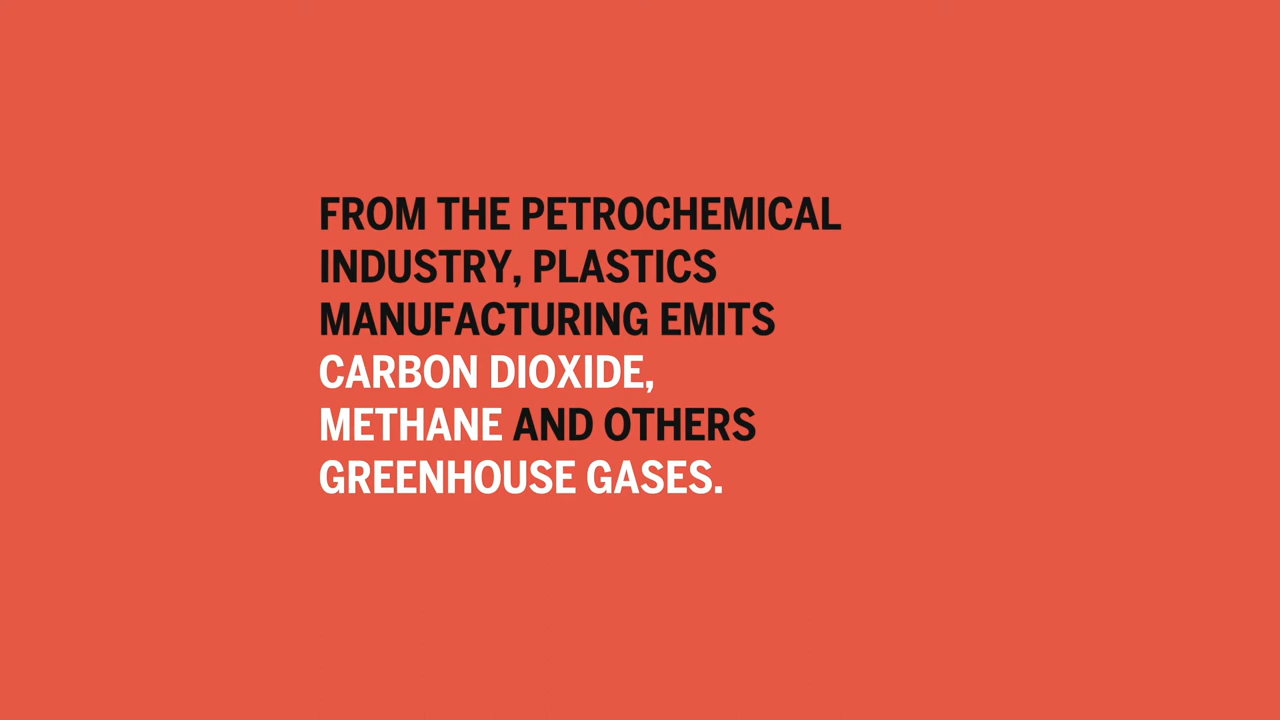 FROM THE PETROCHEMICAL
INDUSTRY, PLASTICS
MANUFACTURING EMITS
CARBON DIOXIDE,
METHANE AND OTHERS
GREENHOUSE GASES.